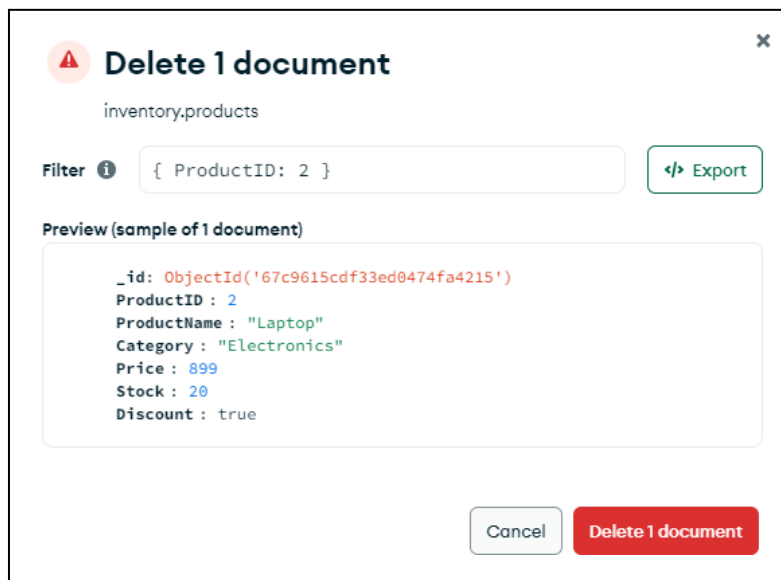 Delete 1 document
inventory.products
Filter { ProductID: 2 } </> Export
Preview (sample of 1 document)
_id: ObjectId('67c9615cdf33ed0474fa4215')
ProductID : 2
ProductName : "Laptop"
Category : "Electronics"
Price : 899
Stock : 20
Discount : true
Cancel Delete 1 document